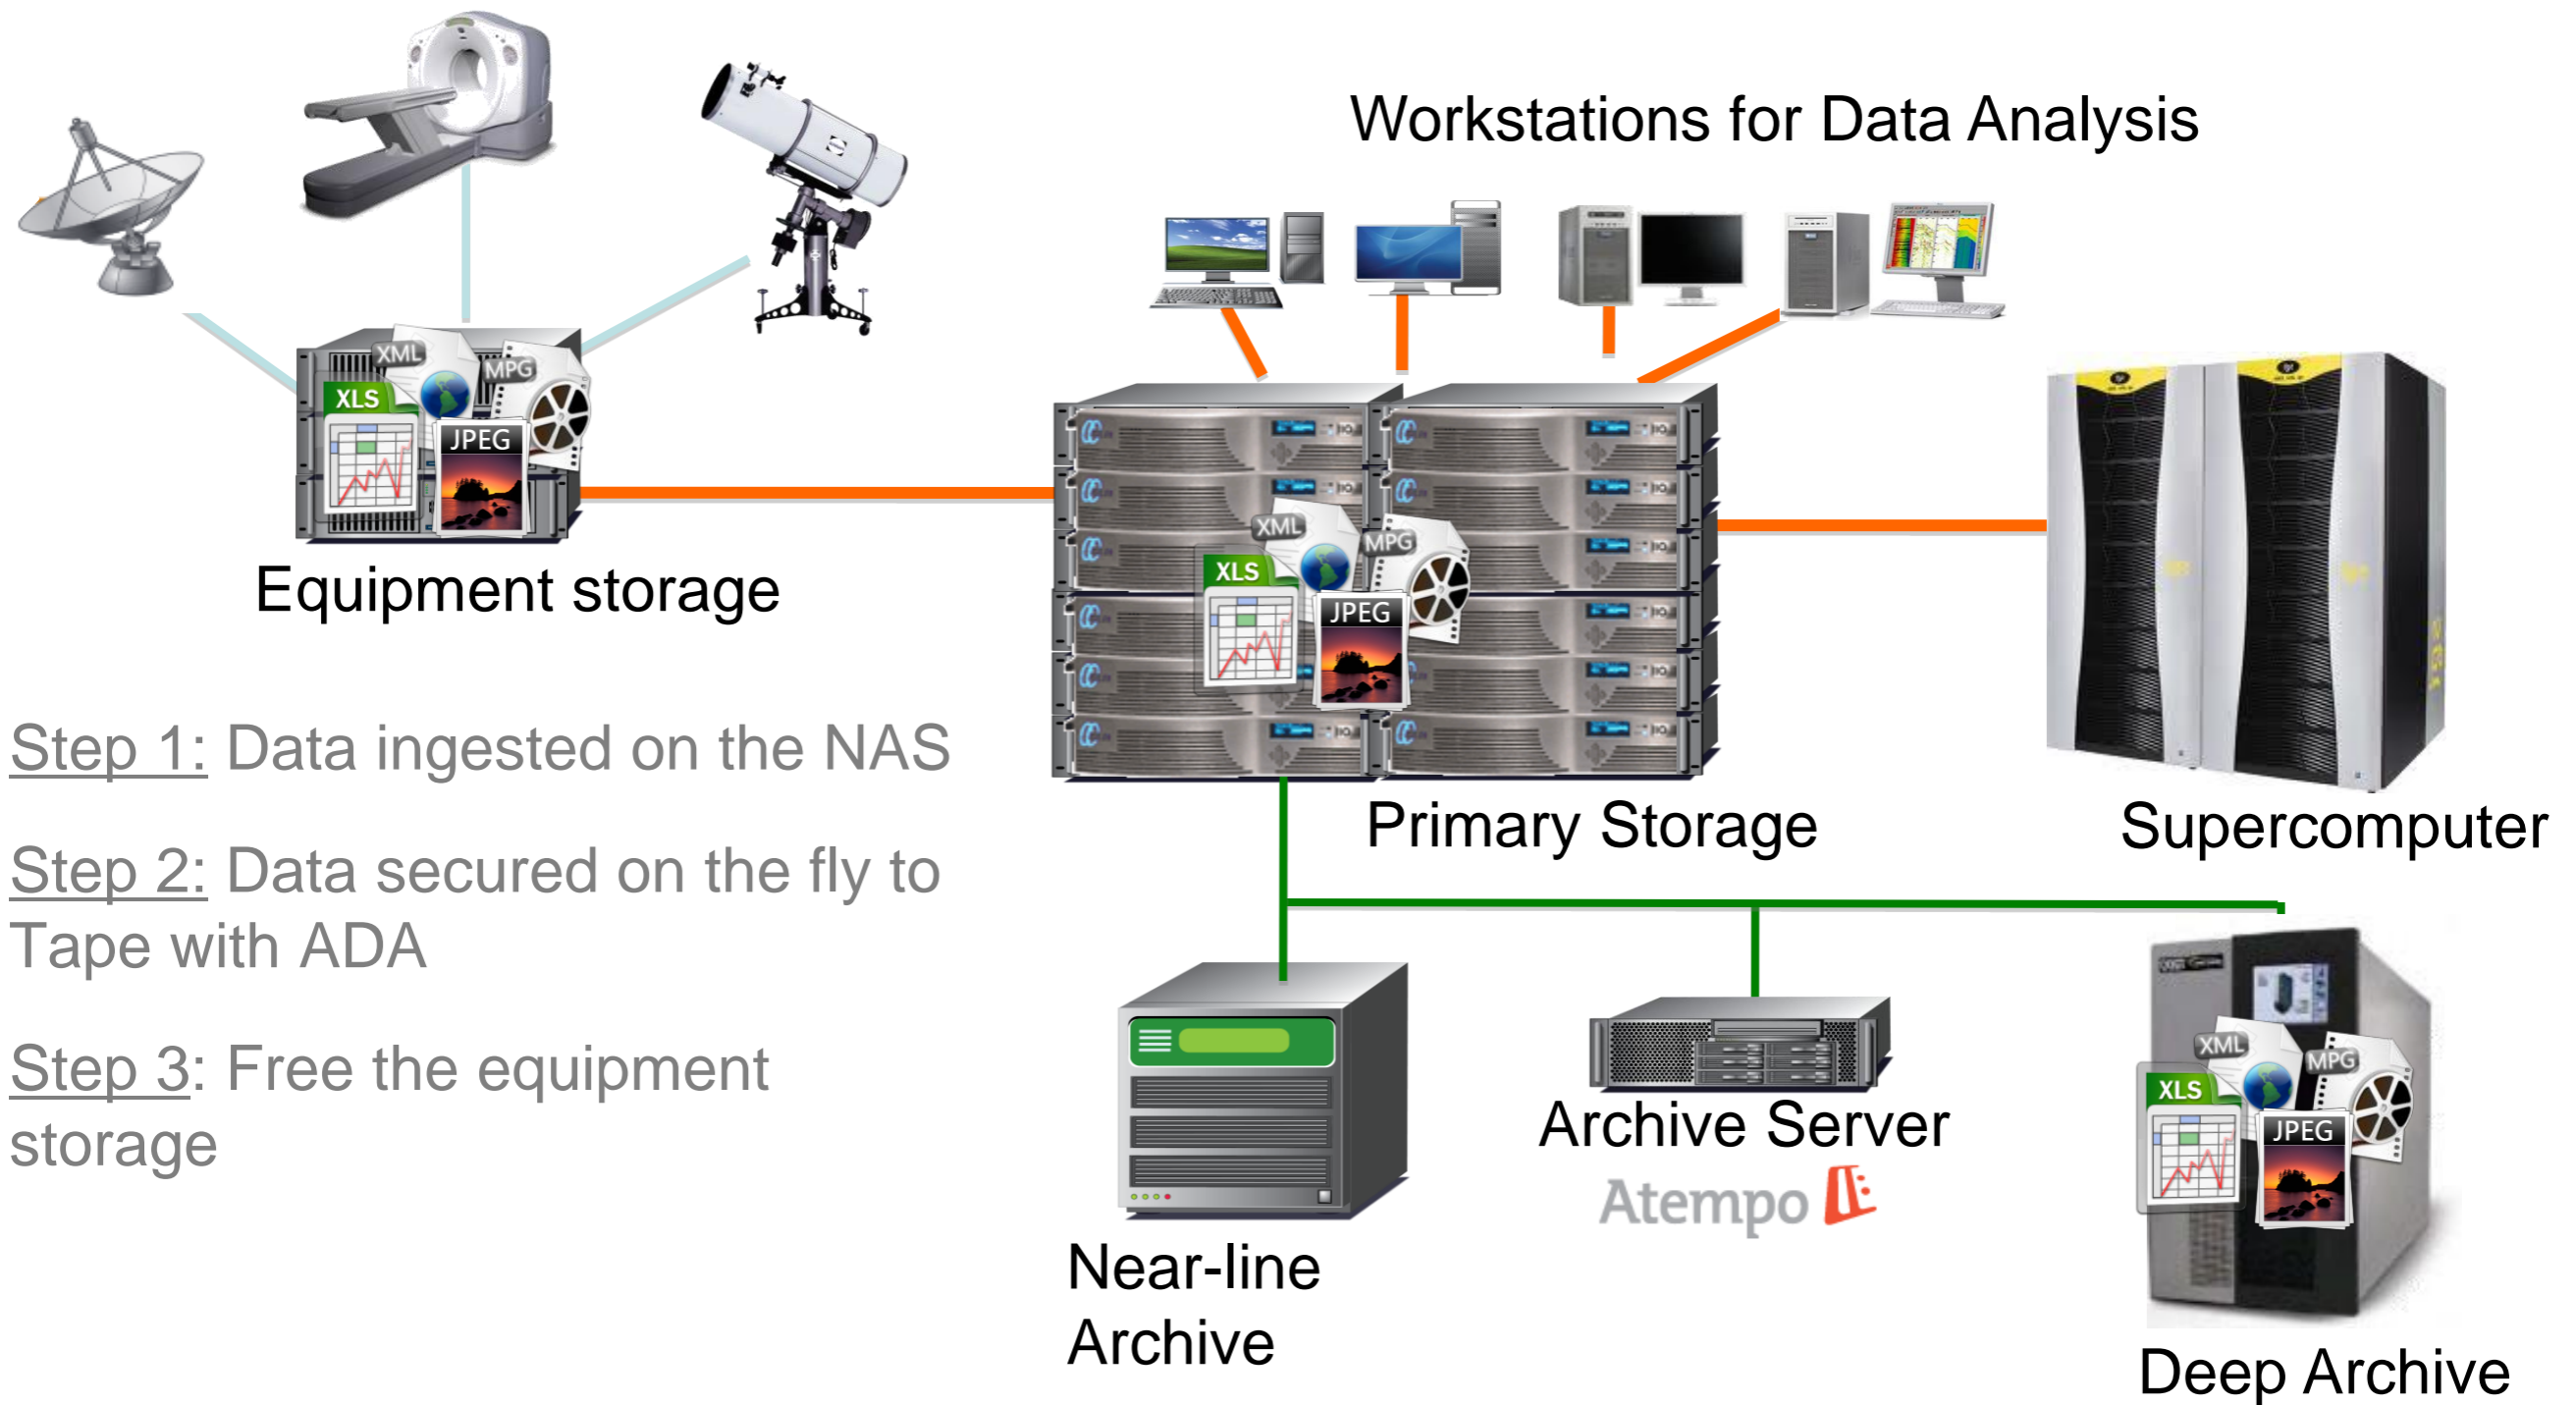 Workstations for Data Analysis
XML
MPG
XLS
JPEG
Equipment storage
XML
MPG
XLS
JPEG
Primary Storage
Supercomputer
Step 1: Data ingested on the NAS
Step 2: Data secured on the fly to
Tape with ADA
Step 3: Free the equipment
storage
Near-line
Archive
Archive Server
Atempo
XML
MPG
XLS
JPEG
Deep Archive